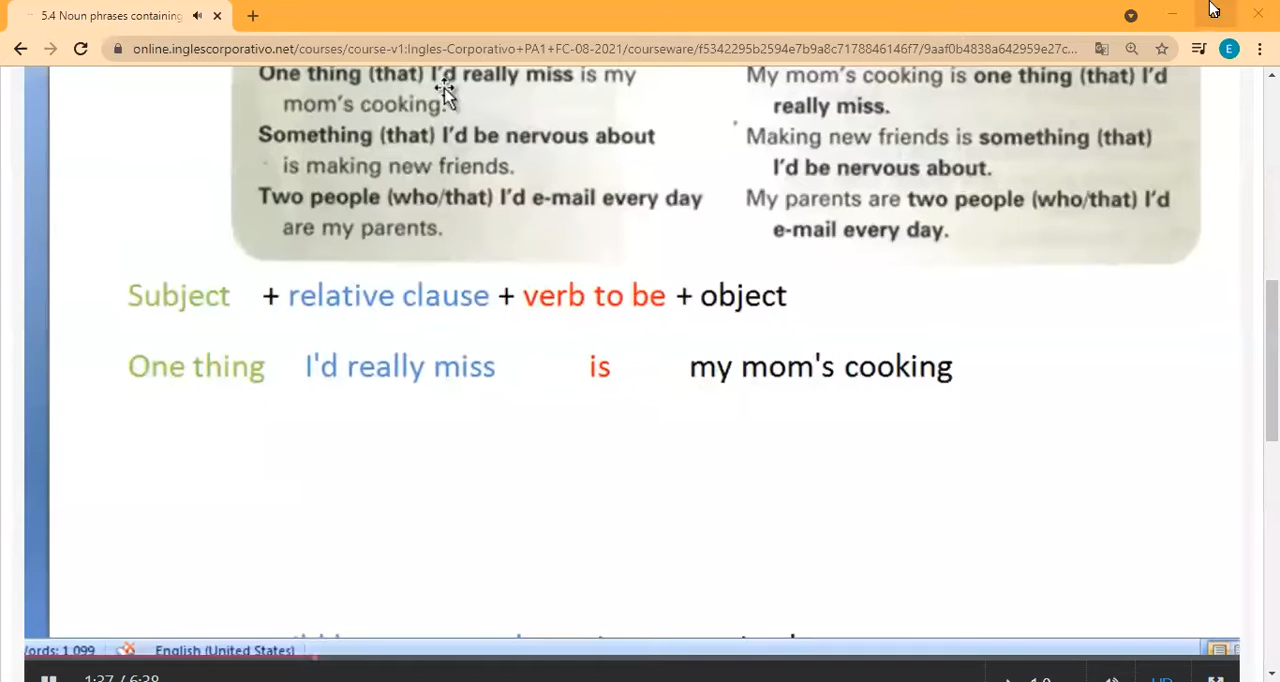 5.4 Noun phrases containing
online.inglescorporativo.net/courses/course-v1:Ingles-Corporativo+PA1+FC-08-2021/courseware/f5342295b2594e7b9a8c7178846146f7/9aaf0b4838a642959e27c...
E
One thing (that) I'd really miss is my
mom's cooking.
Something (that) I'd be nervous about
is making new friends.
Two people (who/that) I'd e-mail every day
are my parents.
My mom's cooking is one thing (that) I'd
really miss.
Making new friends is something (that)
I'd be nervous about.
My parents are two people (who/that) I'd
e-mail every day.
Subject + relative clause + verb to be + object
One thing I'd really miss is my mom's cooking
ords: 1 099 English (United States)
1:37 / 6:38